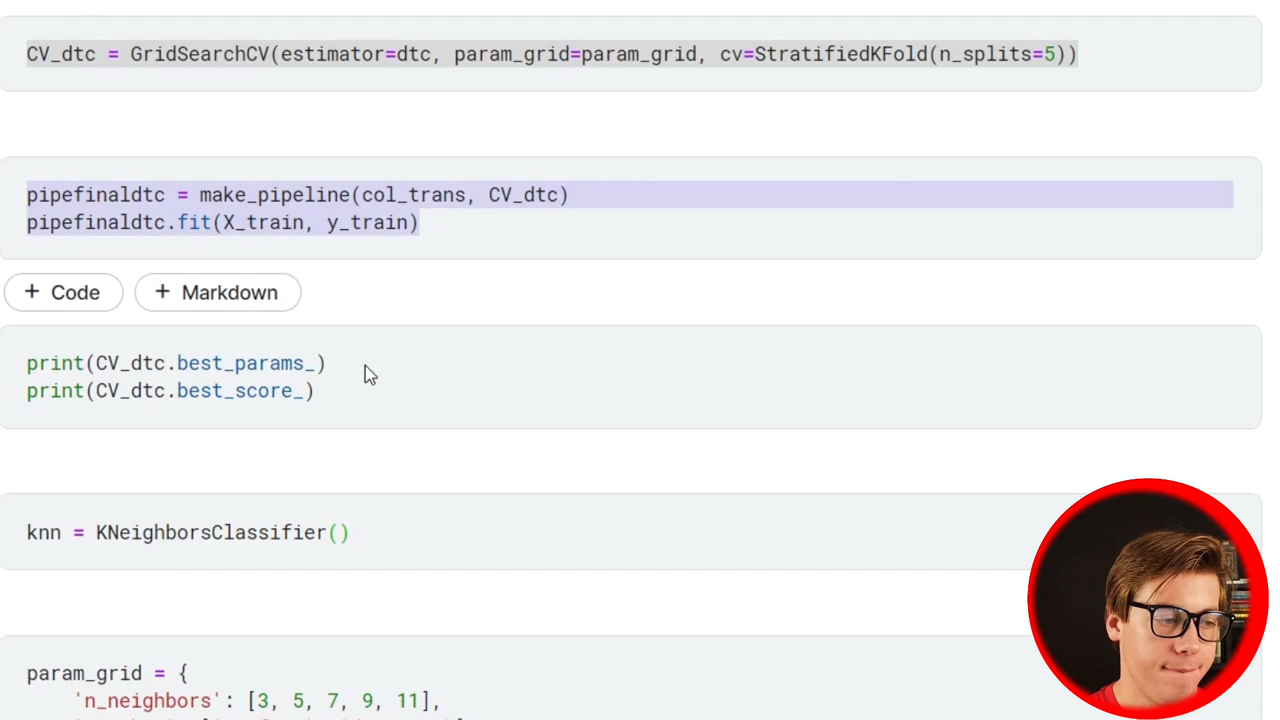 CV_dtc = GridSearchCV(estimator=dtc, param_grid=param_grid, cv=StratifiedKFold(n_splits=5))
pipefinaldtc = make_pipeline(col_trans, CV_dtc)
pipefinaldtc.fit(X_train, y_train)
+ Code + Markdown
print(CV_dtc.best_params_)
print(CV_dtc.best_score_)
knn = KNeighborsClassifier()
param_grid = {
'n_neighbors': [3, 5, 7, 9, 11],